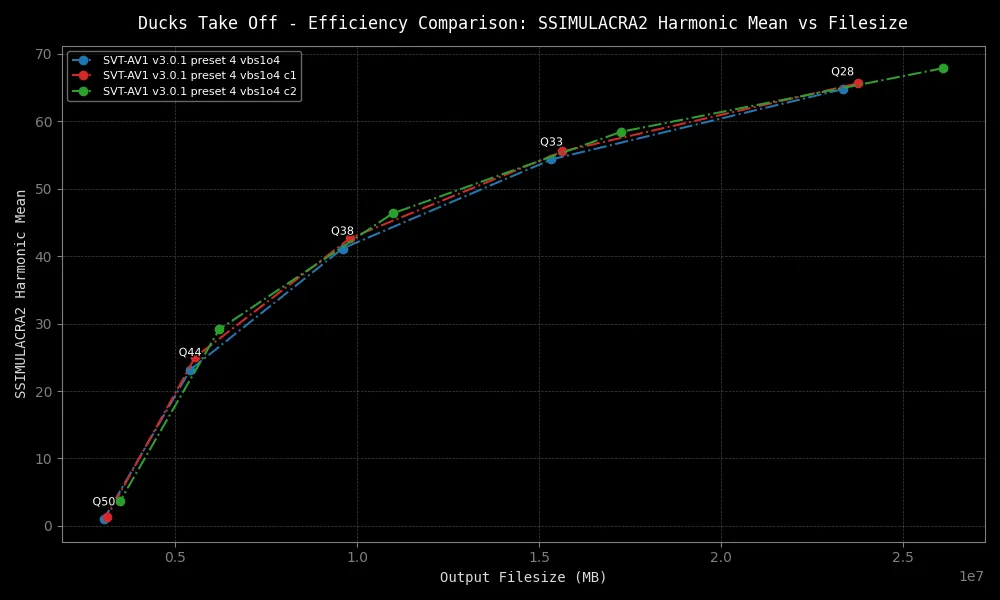 Ducks Take Off - Efficiency Comparison: SSIMULACRA2 Harmonic Mean vs Filesize
SVT-AV1 v3.0.1 preset 4 vbs1o4
SVT-AV1 v3.0.1 preset 4 vbs1o4 c1
SVT-AV1 v3.0.1 preset 4 vbs1o4 c2
SSIMULACRA2 Harmonic Mean
70
60
50
40
30
20
10
0
Q28
Q33
Q38
Q44
Q50
0.5
1.0
1.5
2.0
2.5
1e7
Output Filesize (MB)